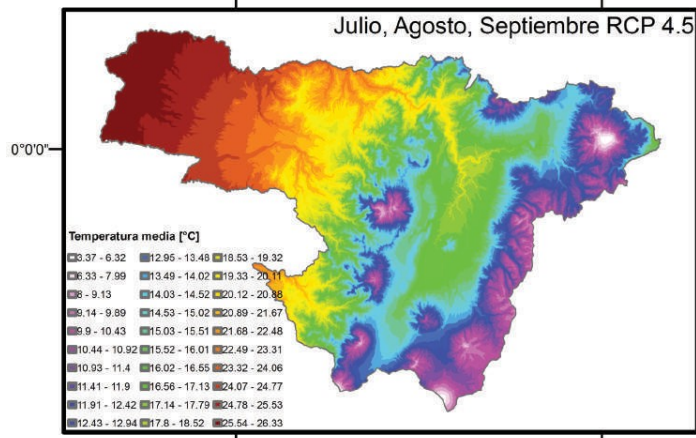 Julio, Agosto, Septiembre RCP 4.5
0°0'0"
Temperatura media [°C]
3.37 - 6.32 12.95 - 13.48 18.53 - 19.32
6.33 - 7.99 13.49 - 14.02 19.33 - 20.11
8 - 9.13 14.03 - 14.52 20.12 - 20.88
9.14 - 9.89 14.53 - 15.02 20.89 - 21.67
9.9 - 10.43 15.03 - 15.51 21.68 - 22.48
10.44 - 10.92 15.52 - 16.01 22.49 - 23.31
10.93 - 11.4 16.02 - 16.55 23.32 - 24.06
11.41 - 11.9 16.56 - 17.13 24.07 - 24.77
11.91 - 12.42 17.14 - 17.79 24.78 - 25.53
12.43 - 12.94 17.8 - 18.52 25.54 - 26.33